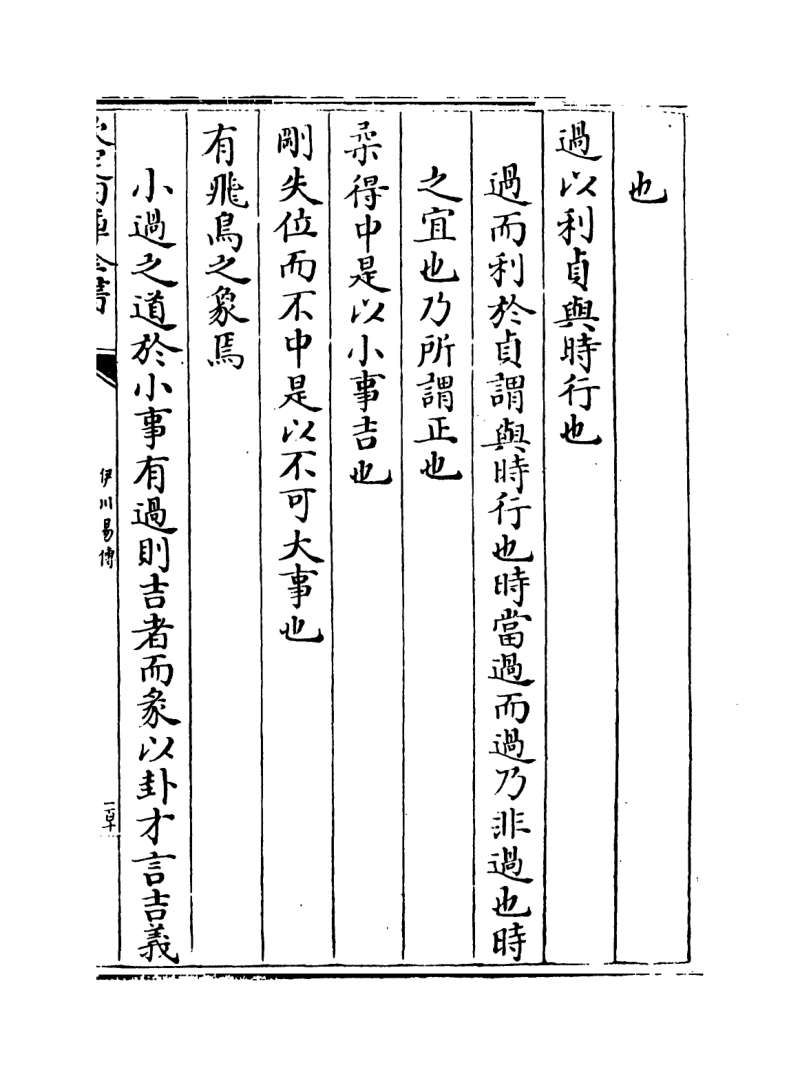 也
過以利貞與時行也
過而利於貞謂與時行也時當過而過乃非過也時
之宜也乃所謂正也
柔得中是以小事吉也
剛失位而不中是以不可大事也
有飛鳥之象焉
小過之道於小事有過則吉者而彖以卦才言吉義
欽定四庫全書
伊川易傳